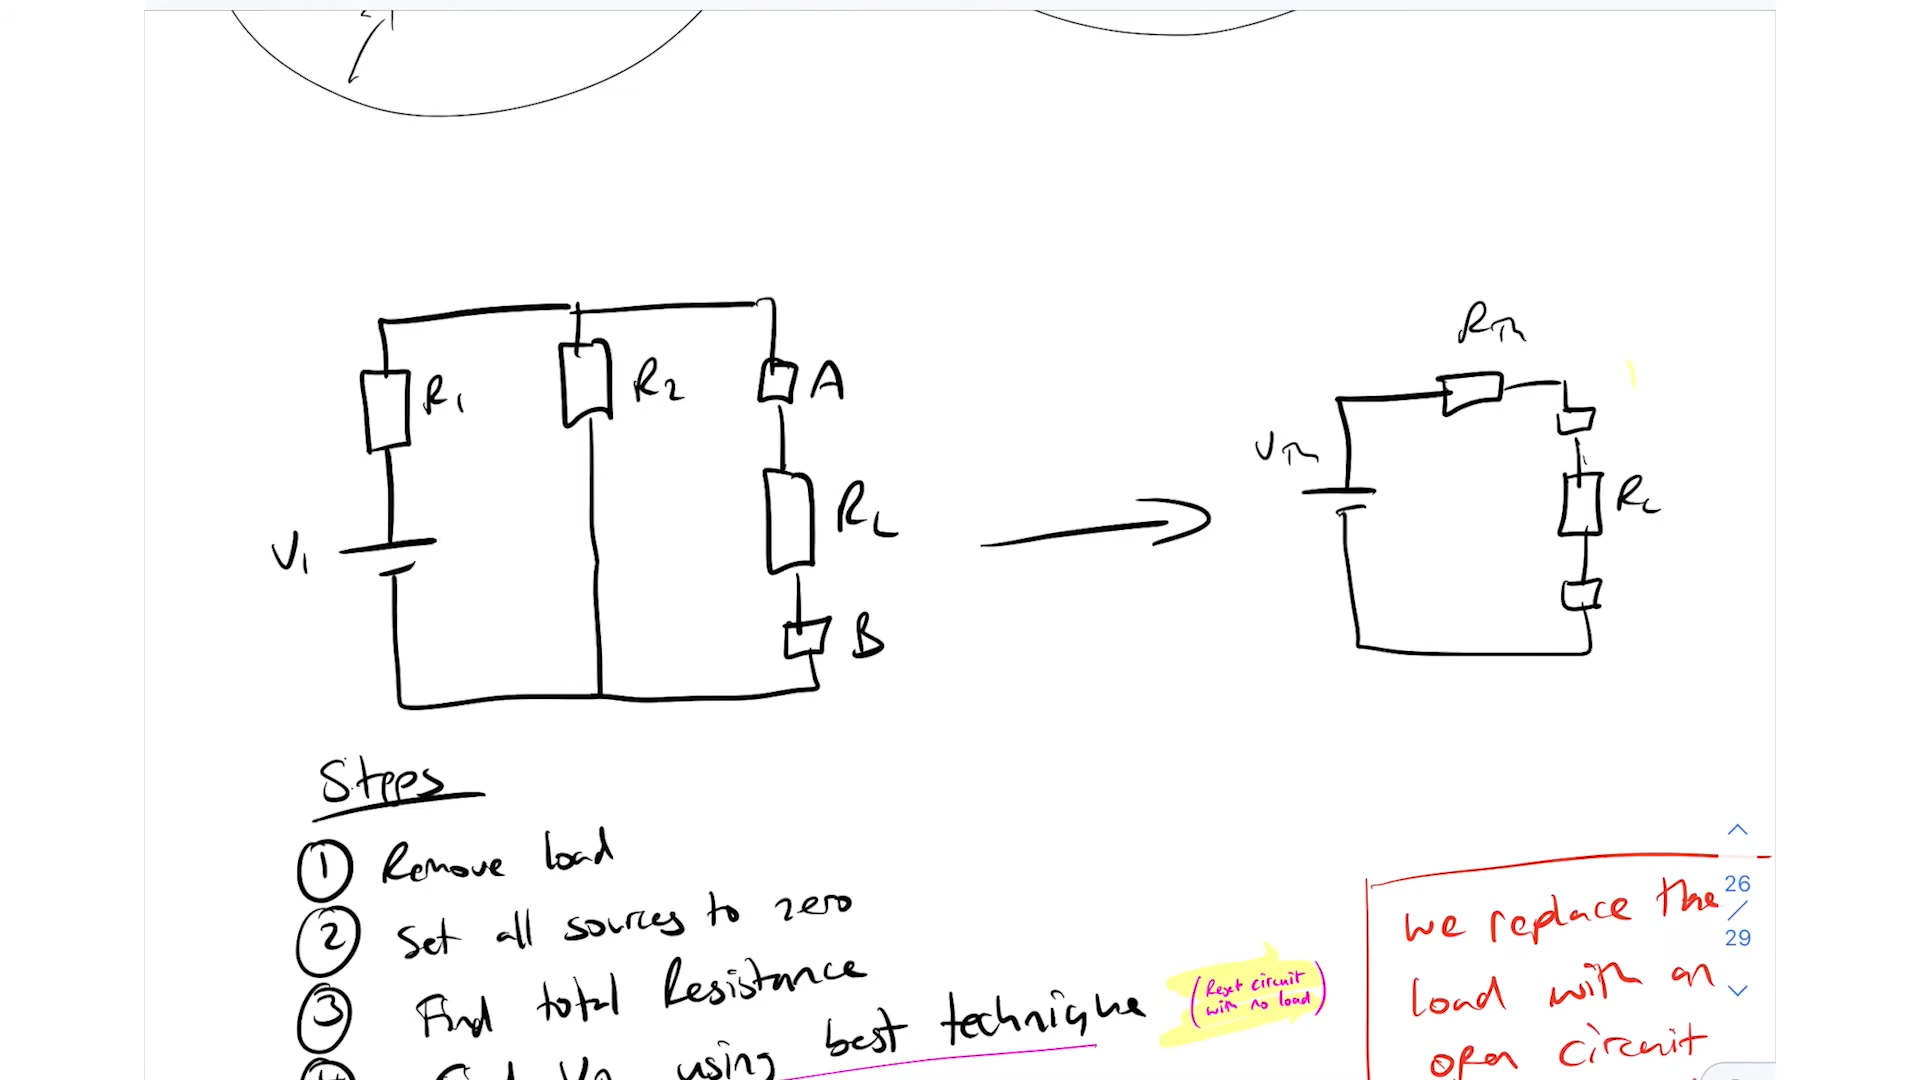 R1
R2
A
V1
RL
B
RTh
VTh
RL
Steps
① Remove load
② Set all sources to zero
③ Find total Resistance
using best technique
(Reset circuit
with no load)
we replace the
load with an
open circuit
26
/
29